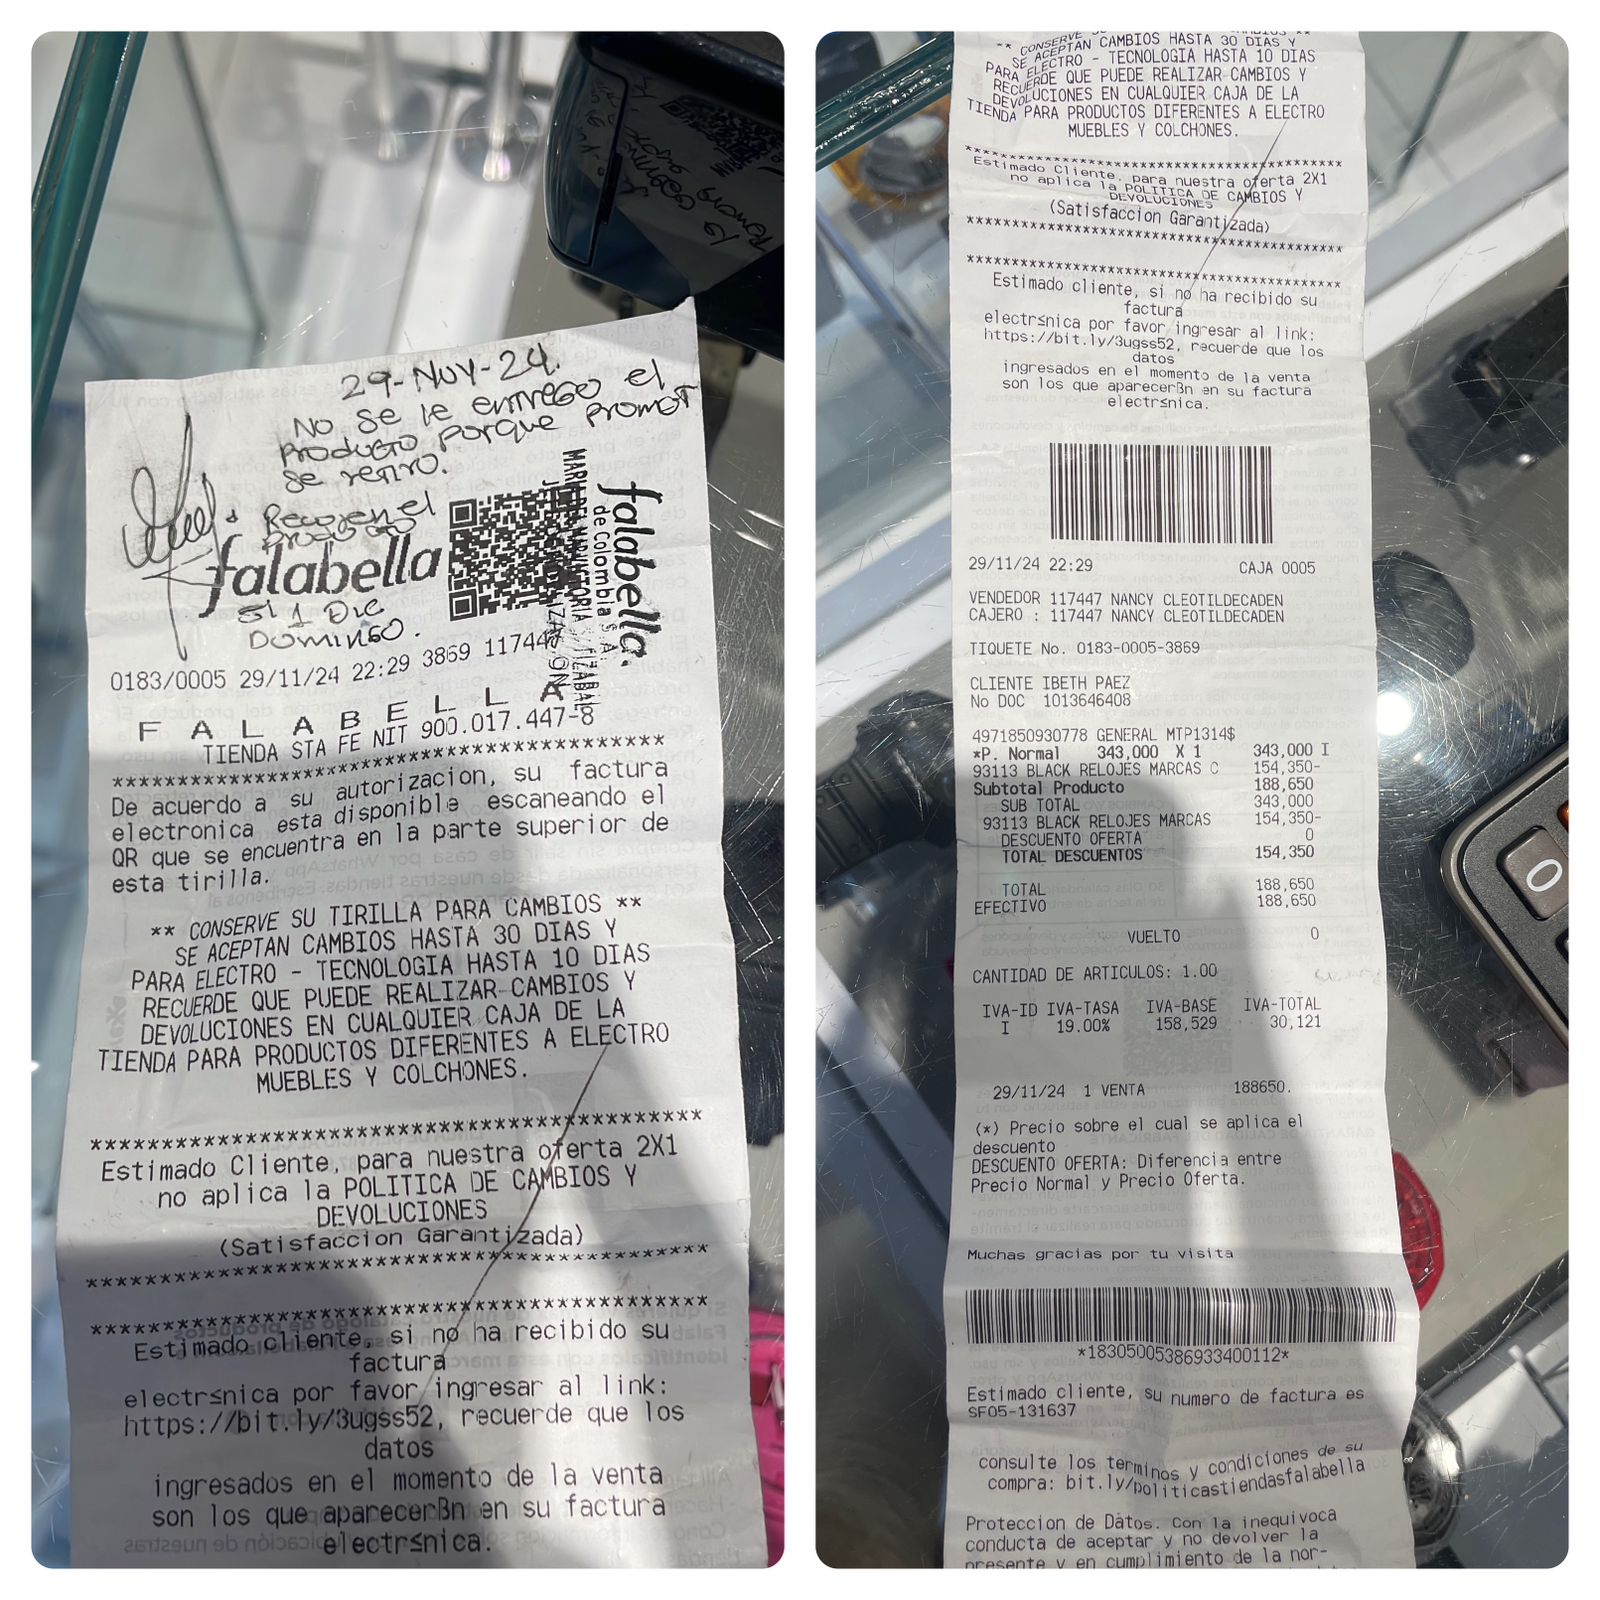 29-NOV-24.
NO se le entrego el
producto porque promot
se retiro.
Recojen el
producto
falabella
El 1 Dic
DOMINGO.
falabella.
de Colombia S.A.
0183/0005 29/11/24 22:29 3869 117447
F A L A B E L L A
TIENDA STA FE NIT 900.017.447-8
****************************************
De acuerdo a su autorizacion, su factura
electronica esta disponible escaneando el
QR que se encuentra en la parte superior de
esta tirilla.
** CONSERVE SU TIRILLA PARA CAMBIOS **
SE ACEPTAN CAMBIOS HASTA 30 DIAS Y
PARA ELECTRO - TECNOLOGIA HASTA 10 DIAS
RECUERDE QUE PUEDE REALIZAR CAMBIOS Y
DEVOLUCIONES EN CUALQUIER CAJA DE LA
TIENDA PARA PRODUCTOS DIFERENTES A ELECTRO
MUEBLES Y COLCHONES.
****************************************
Estimado Cliente, para nuestra oferta 2X1
no aplica la POLITICA DE CAMBIOS Y
DEVOLUCIONES
(Satisfaccion Garantizada)
****************************************
****************************************
Estimado cliente, si no ha recibido su
factura
electr≤nica por favor ingresar al link:
https://bit.ly/3ugss52, recuerde que los
datos
ingresados en el momento de la venta
son los que aparecerßn en su factura
electr≤nica.
** CONSERVE SU
SE ACEPTAN CAMBIOS HASTA 30 DIAS Y
PARA ELECTRO - TECNOLOGIA HASTA 10 DIAS
RECUERDE QUE PUEDE REALIZAR CAMBIOS Y
DEVOLUCIONES EN CUALQUIER CAJA DE LA
TIENDA PARA PRODUCTOS DIFERENTES A ELECTRO
MUEBLES Y COLCHONES.
****************************************
Estimado Cliente, para nuestra oferta 2X1
no aplica la POLITICA DE CAMBIOS Y
DEVOLUCIONES
(Satisfaccion Garantizada)
****************************************
****************************************
Estimado cliente, si no ha recibido su
factura
electr≤nica por favor ingresar al link:
https://bit.ly/3ugss52, recuerde que los
datos
ingresados en el momento de la venta
son los que aparecerßn en su factura
electr≤nica.
29/11/24 22:29 CAJA 0005
VENDEDOR 117447 NANCY CLEOTILDECADEN
CAJERO : 117447 NANCY CLEOTILDECADEN
TIQUETE No. 0183-0005-3869
CLIENTE IBETH PAEZ
No DOC 1013646408
4971850930778 GENERAL MTP1314$
*P. Normal 343,000 X 1 343,000 I
93113 BLACK RELOJES MARCAS C 154,350-
Subtotal Producto 188,650
SUB TOTAL 343,000
93113 BLACK RELOJES MARCAS 154,350-
DESCUENTO OFERTA 0
TOTAL DESCUENTOS 154,350
TOTAL 188,650
EFECTIVO 188,650
VUELTO 0
CANTIDAD DE ARTICULOS: 1.00
IVA-ID IVA-TASA IVA-BASE IVA-TOTAL
I 19.00% 158,529 30,121
29/11/24 1 VENTA 188650.
(*) Precio sobre el cual se aplica el
descuento
DESCUENTO OFERTA: Diferencia entre
Precio Normal y Precio Oferta.
Muchas gracias por tu visita
*18305005386933400112*
Estimado cliente, su numero de factura es
SF05-131637
consulte los terminos y condiciones de su
compra: bit.ly/politicastiendasfalabella
Proteccion de Datos. Con la inequivoca
conducta de aceptar y no devolver la
presente y en cumplimiento de la nor-
0